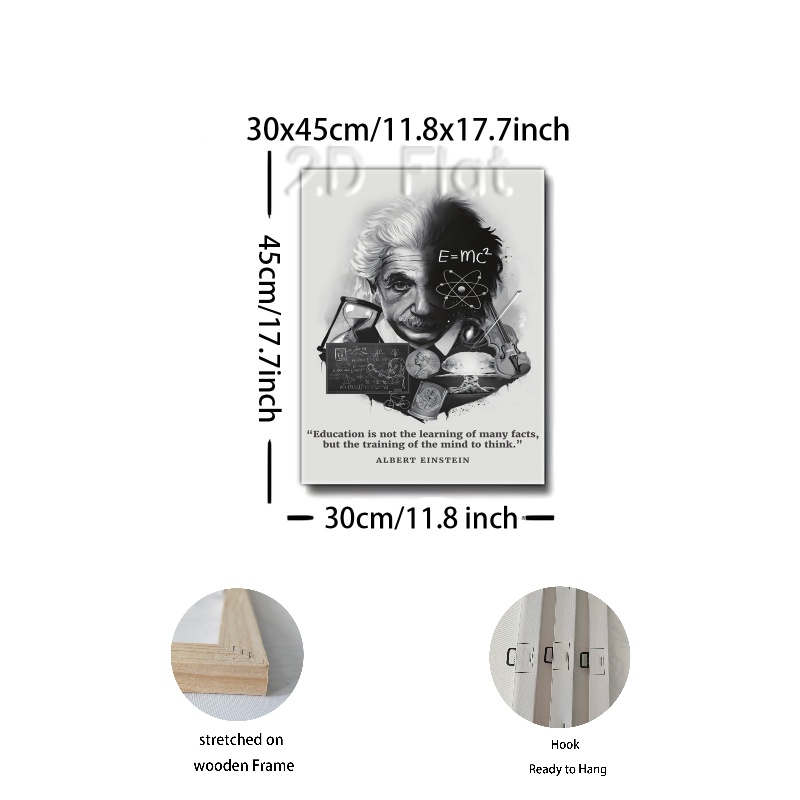 30x45cm/11.8x17.7inch
2.D Flat
45cm/17.7inch
E=mc²
“Education is not the learning of many facts,
but the training of the mind to think.”
ALBERT EINSTEIN
30cm/11.8 inch
stretched on
wooden Frame
Hook
Ready to Hang